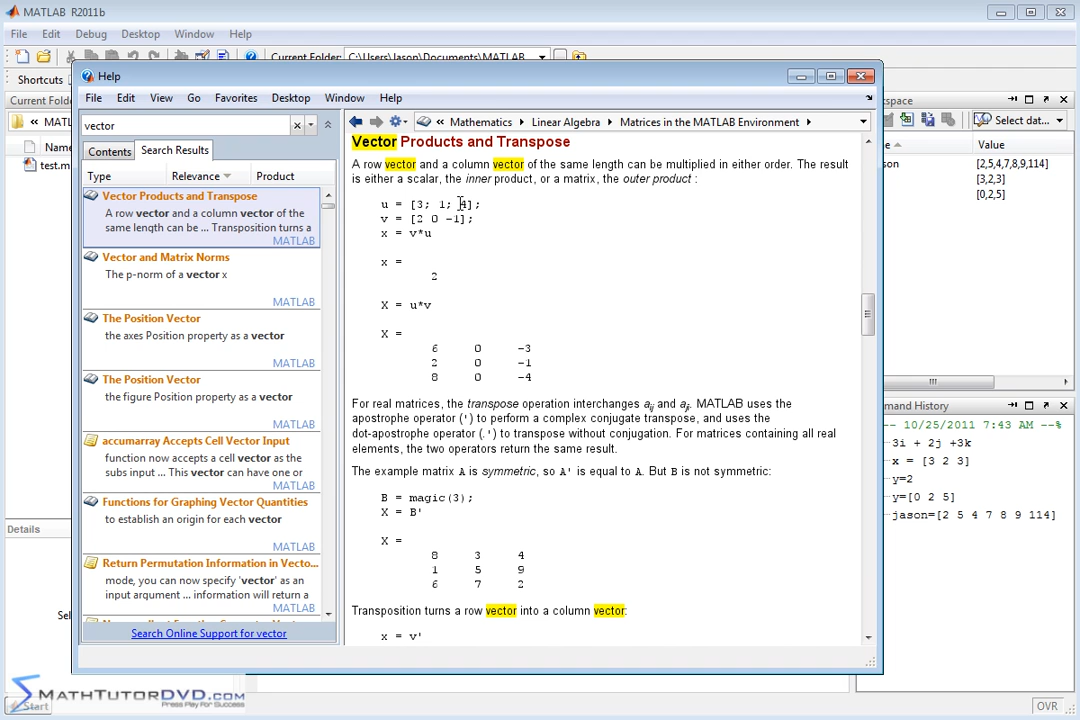 MATLAB R2011b
File Edit Debug Desktop Window Help
Current Folder: C:\Users\Jason\Documents\MATLAB
Shortcuts
Help
File Edit View Go Favorites Desktop Window Help
vector
Mathematics Linear Algebra Matrices in the MATLAB Environment
Contents Search Results
Type Relevance Product
Vector Products and Transpose
A row vector and a column vector of the
same length can be ... Transposition turns a
MATLAB
Vector and Matrix Norms
The p-norm of a vector x
MATLAB
The Position Vector
the axes Position property as a vector
MATLAB
The Position Vector
the figure Position property as a vector
MATLAB
accumarray Accepts Cell Vector Input
function now accepts a cell vector as the
subs input ... This vector can have one or
MATLAB
Functions for Graphing Vector Quantities
to establish an origin for each vector
MATLAB
Return Permutation Information in Vecto...
mode, you can now specify 'vector' as an
input argument ... information will return a
MATLAB
Search Online Support for vector
Vector Products and Transpose
A row vector and a column vector of the same length can be multiplied in either order. The result
is either a scalar, the inner product, or a matrix, the outer product :
u = [3; 1; 4];
v = [2 0 -1];
x = v*u
x =
2
X = u*v
X =
6 0 -3
2 0 -1
8 0 -4
For real matrices, the transpose operation interchanges aij and aji. MATLAB uses the
apostrophe operator (') to perform a complex conjugate transpose, and uses the
dot-apostrophe operator (.') to transpose without conjugation. For matrices containing all real
elements, the two operators return the same result.
The example matrix A is symmetric, so A' is equal to A. But B is not symmetric:
B = magic(3);
X = B'
X =
8 3 4
1 5 9
6 7 2
Transposition turns a row vector into a column vector:
x = v'
Current Fold
« MATL
Name
test.m
Details
Sel
space
Select data...
e Value
son [2,5,4,7,8,9,114]
[3,2,3]
[0,2,5]
mand History
-- 10/25/2011 7:43 AM --%
3i + 2j +3k
x = [3 2 3]
y=2
y=[0 2 5]
jason=[2 5 4 7 8 9 114]
MATHTUTORDVD.COM
Press Play For Success
Start
OVR